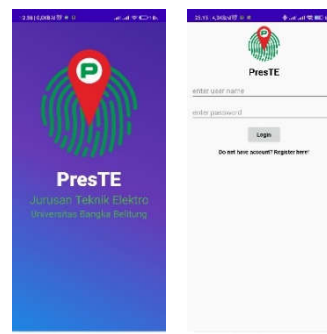 P
PresTE
Jurusan Teknik Elektro
Universitas Bangka Belitung
P
PresTE
enter user name
enter password
Login
Do not have account? Register here!